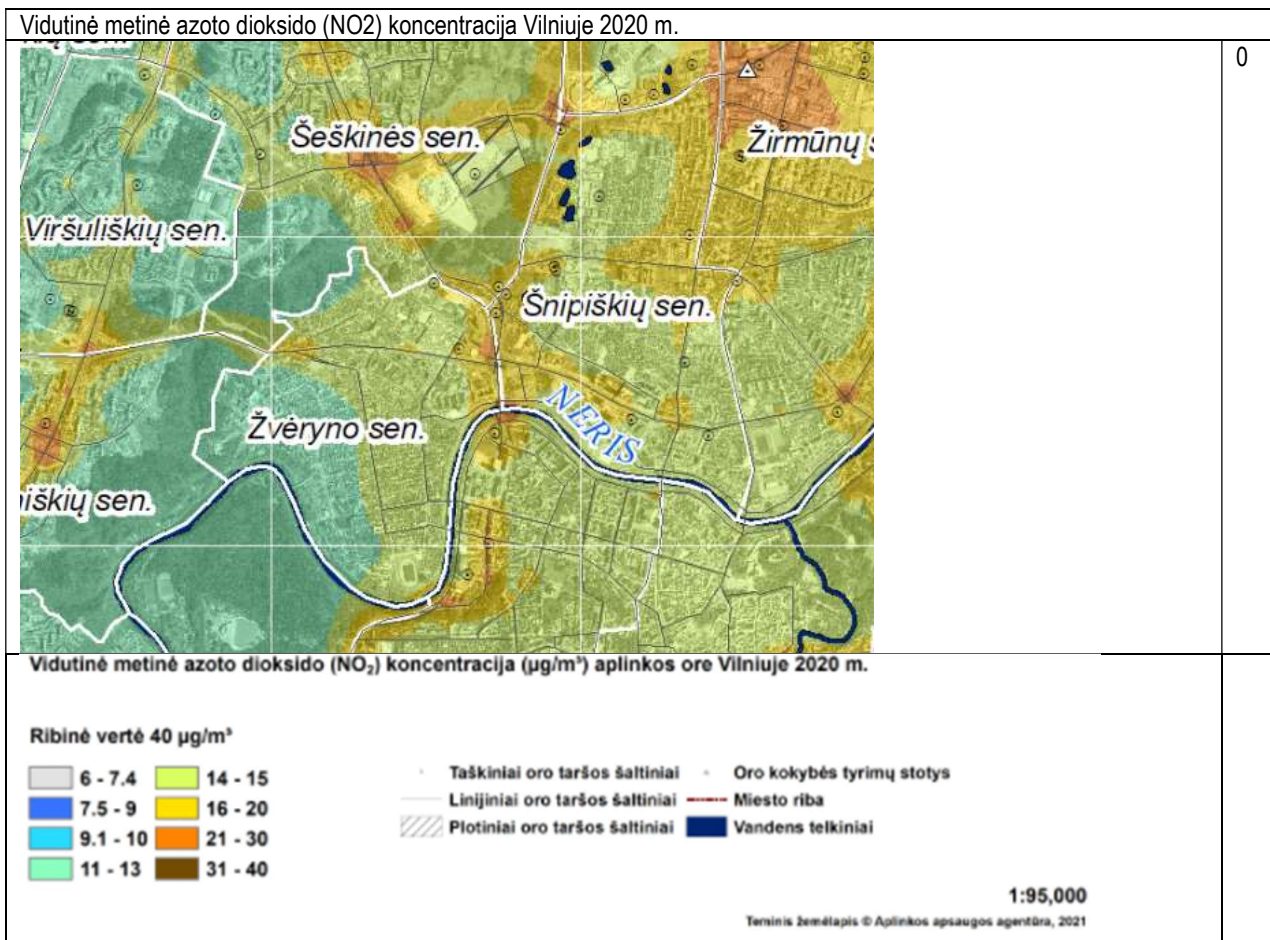 Vidutinė metinė azoto dioksido (NO2) koncentracija Vilniuje 2020 m.
0
Šeškinės sen.
Žirmūnų s
Viršuliškių sen.
Šnipiškių sen.
NERIS
Žvėryno sen.
iškių sen.
Vidutinė metinė azoto dioksido (NO₂) koncentracija (µg/m³) aplinkos ore Vilniuje 2020 m.
Ribinė vertė 40 µg/m³
6 - 7.4 14 - 15 Taškiniai oro taršos šaltiniai Oro kokybės tyrimų stotys
7.5 - 9 16 - 20 Linijiniai oro taršos šaltiniai Miesto riba
9.1 - 10 21 - 30 Plotiniai oro taršos šaltiniai Vandens telkiniai
11 - 13 31 - 40
1:95,000
Teminis žemėlapis © Aplinkos apsaugos agentūra, 2021